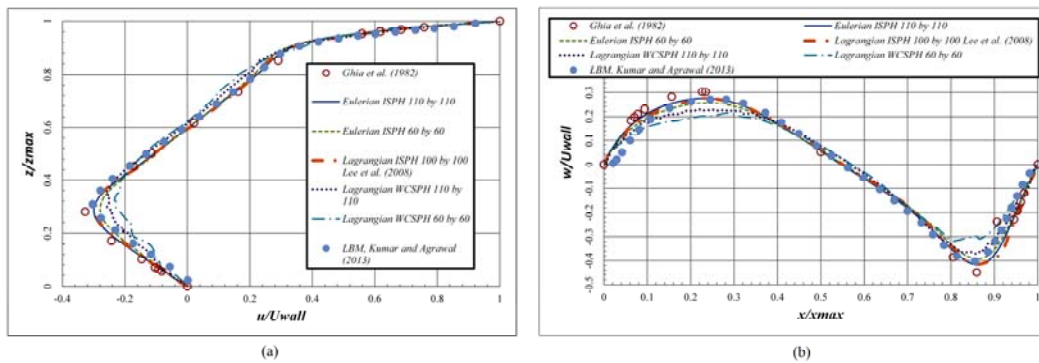 1
0.8
0.6
0.4
0.2
0
z/zmax
-0.4
-0.2
0
0.2
0.4
0.6
0.8
1
u/Uwall
Ghia et al. (1982)
Eulerian ISPH 110 by 110
Eulerian ISPH 60 by 60
Lagrangian ISPH 100 by 100
Lee et al. (2008)
Lagrangian WCSPH 110 by
110
Lagrangian WCSPH 60 by 60
LBM, Kumar and Agrawal
(2013)
(a)
Ghia et al. (1982)
Eulerian ISPH 110 by 110
Eulerian ISPH 60 by 60
Lagrangian ISPH 100 by 100 Lee et al. (2008)
Lagrangian WCSPH 110 by 110
Lagrangian WCSPH 60 by 60
LBM, Kumar and Agrawal (2013)
0.3
0.2
0.1
0
-0.1
-0.2
-0.3
-0.4
-0.5
w/Uwall
0
0.1
0.2
0.3
0.4
0.5
0.6
0.7
0.8
0.9
1
x/xmax
(b)